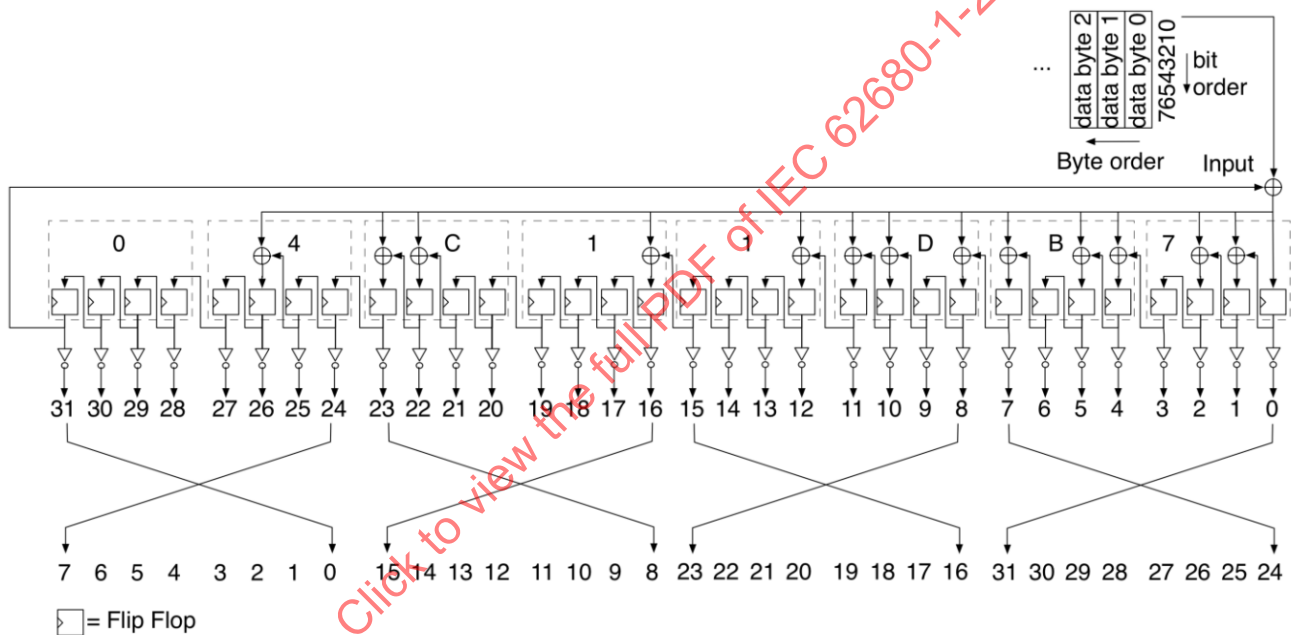 data byte 2
data byte 1
data byte 0
76543210
...
bit
order
Byte order
Input
0 4 C 1 1 D B 7
31 30 29 28 27 26 25 24 23 22 21 20 19 18 17 16 15 14 13 12 11 10 9 8 7 6 5 4 3 2 1 0
7 6 5 4 3 2 1 0 15 14 13 12 11 10 9 8 23 22 21 20 19 18 17 16 31 30 29 28 27 26 25 24
= Flip Flop
Click to view the full PDF of IEC 62680-1-2